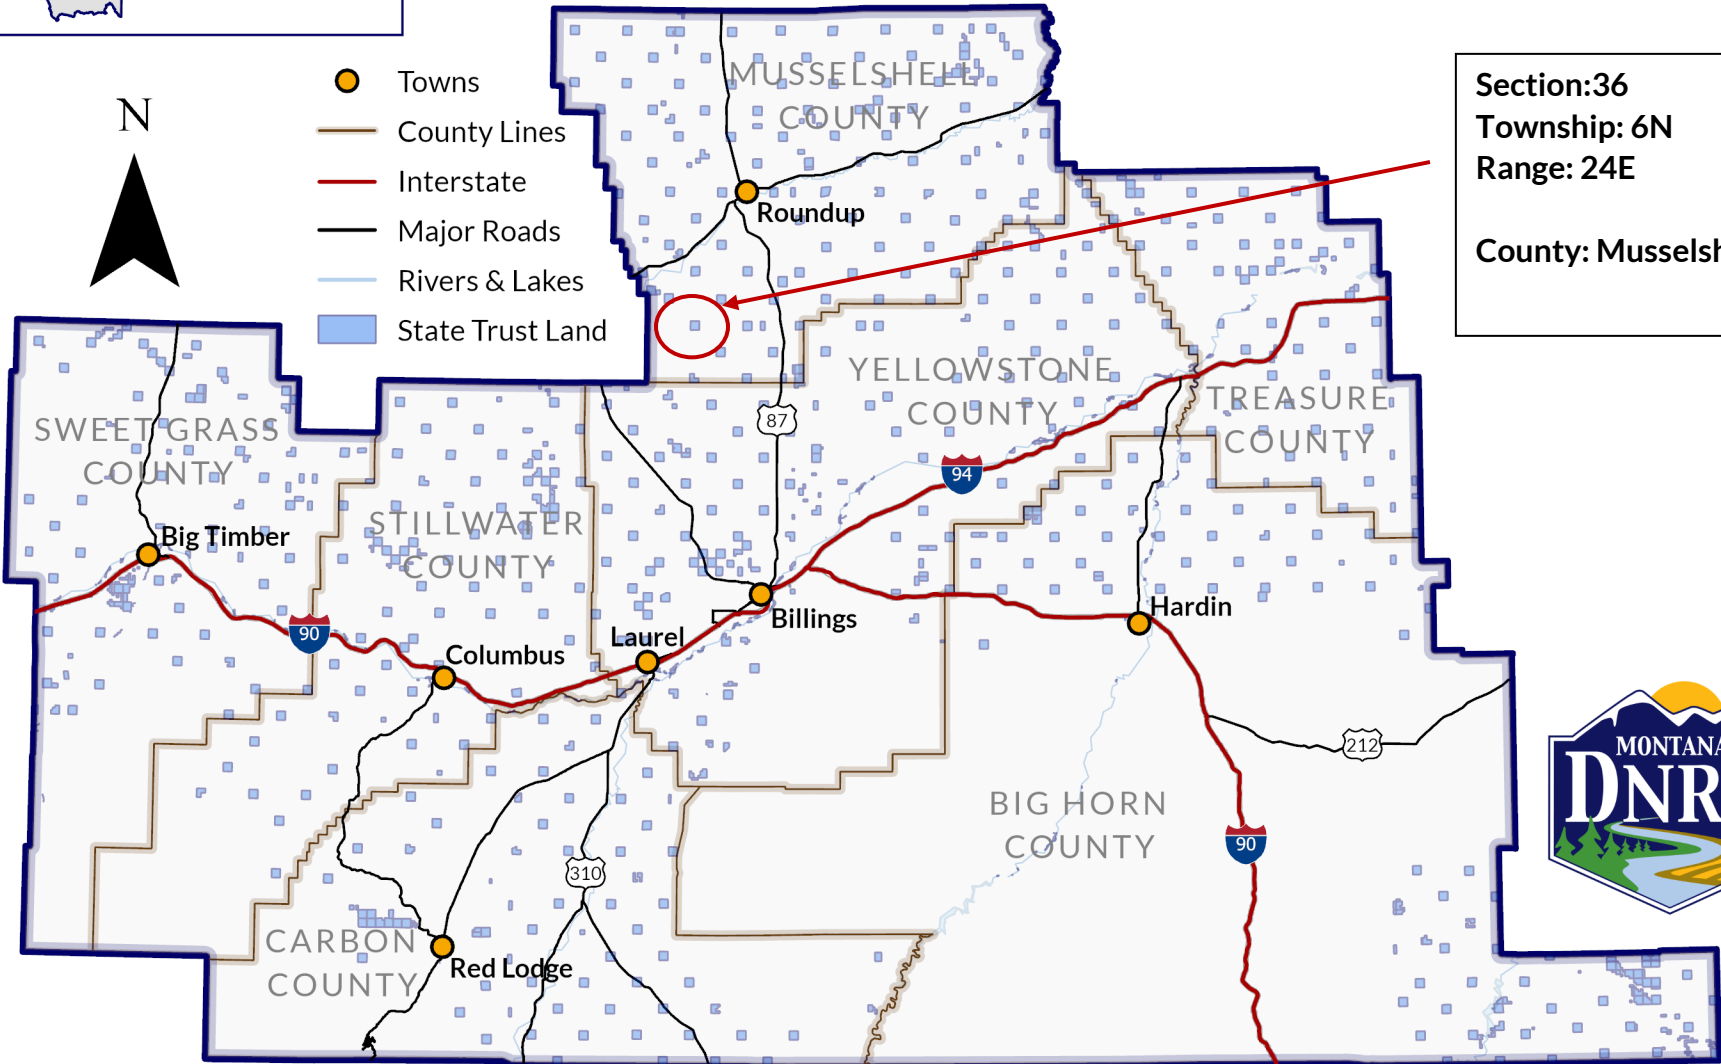 N
Towns
County Lines
Interstate
Major Roads
Rivers & Lakes
State Trust Land
Section:36
Township: 6N
Range: 24E
County: Musselsh
MUSSELSHELL
COUNTY
Roundup
YELLOWSTONE
COUNTY
TREASURE
COUNTY
87
94
SWEET GRASS
COUNTY
Big Timber
STILLWATER
COUNTY
90
Columbus
Laurel
Billings
Hardin
212
BIG HORN
COUNTY
90
310
CARBON
COUNTY
Red Lodge
MONTANA
DNR